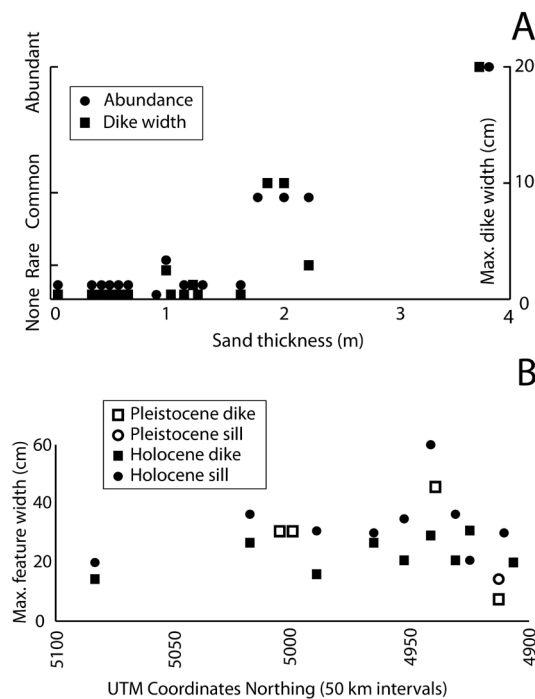 A
Abundant
Common
Rare
None
Abundance
Dike width
20
10
0
Max. dike width (cm)
0
1
2
3
4
Sand thickness (m)
B
Pleistocene dike
Pleistocene sill
Holocene dike
Holocene sill
60
40
20
0
Max. feature width (cm)
5100
5050
5000
4950
4900
UTM Coordinates Northing (50 km intervals)